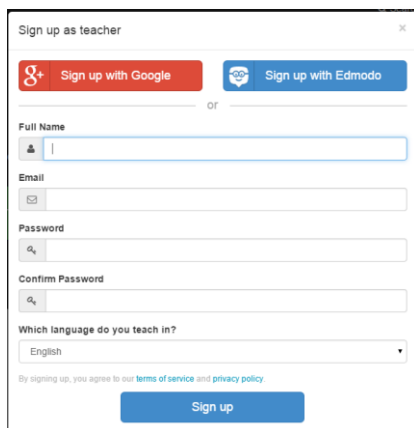 Sign up as teacher
×
g+ Sign up with Google
Sign up with Edmodo
or
Full Name
Email
Password
Confirm Password
Which language do you teach in?
English
By signing up, you agree to our terms of service and privacy policy.
Sign up